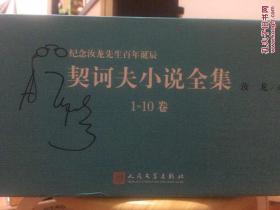 纪念汝龙先生百年诞辰
契诃夫小说全集
1-10卷
汝龙
人民文学出版社